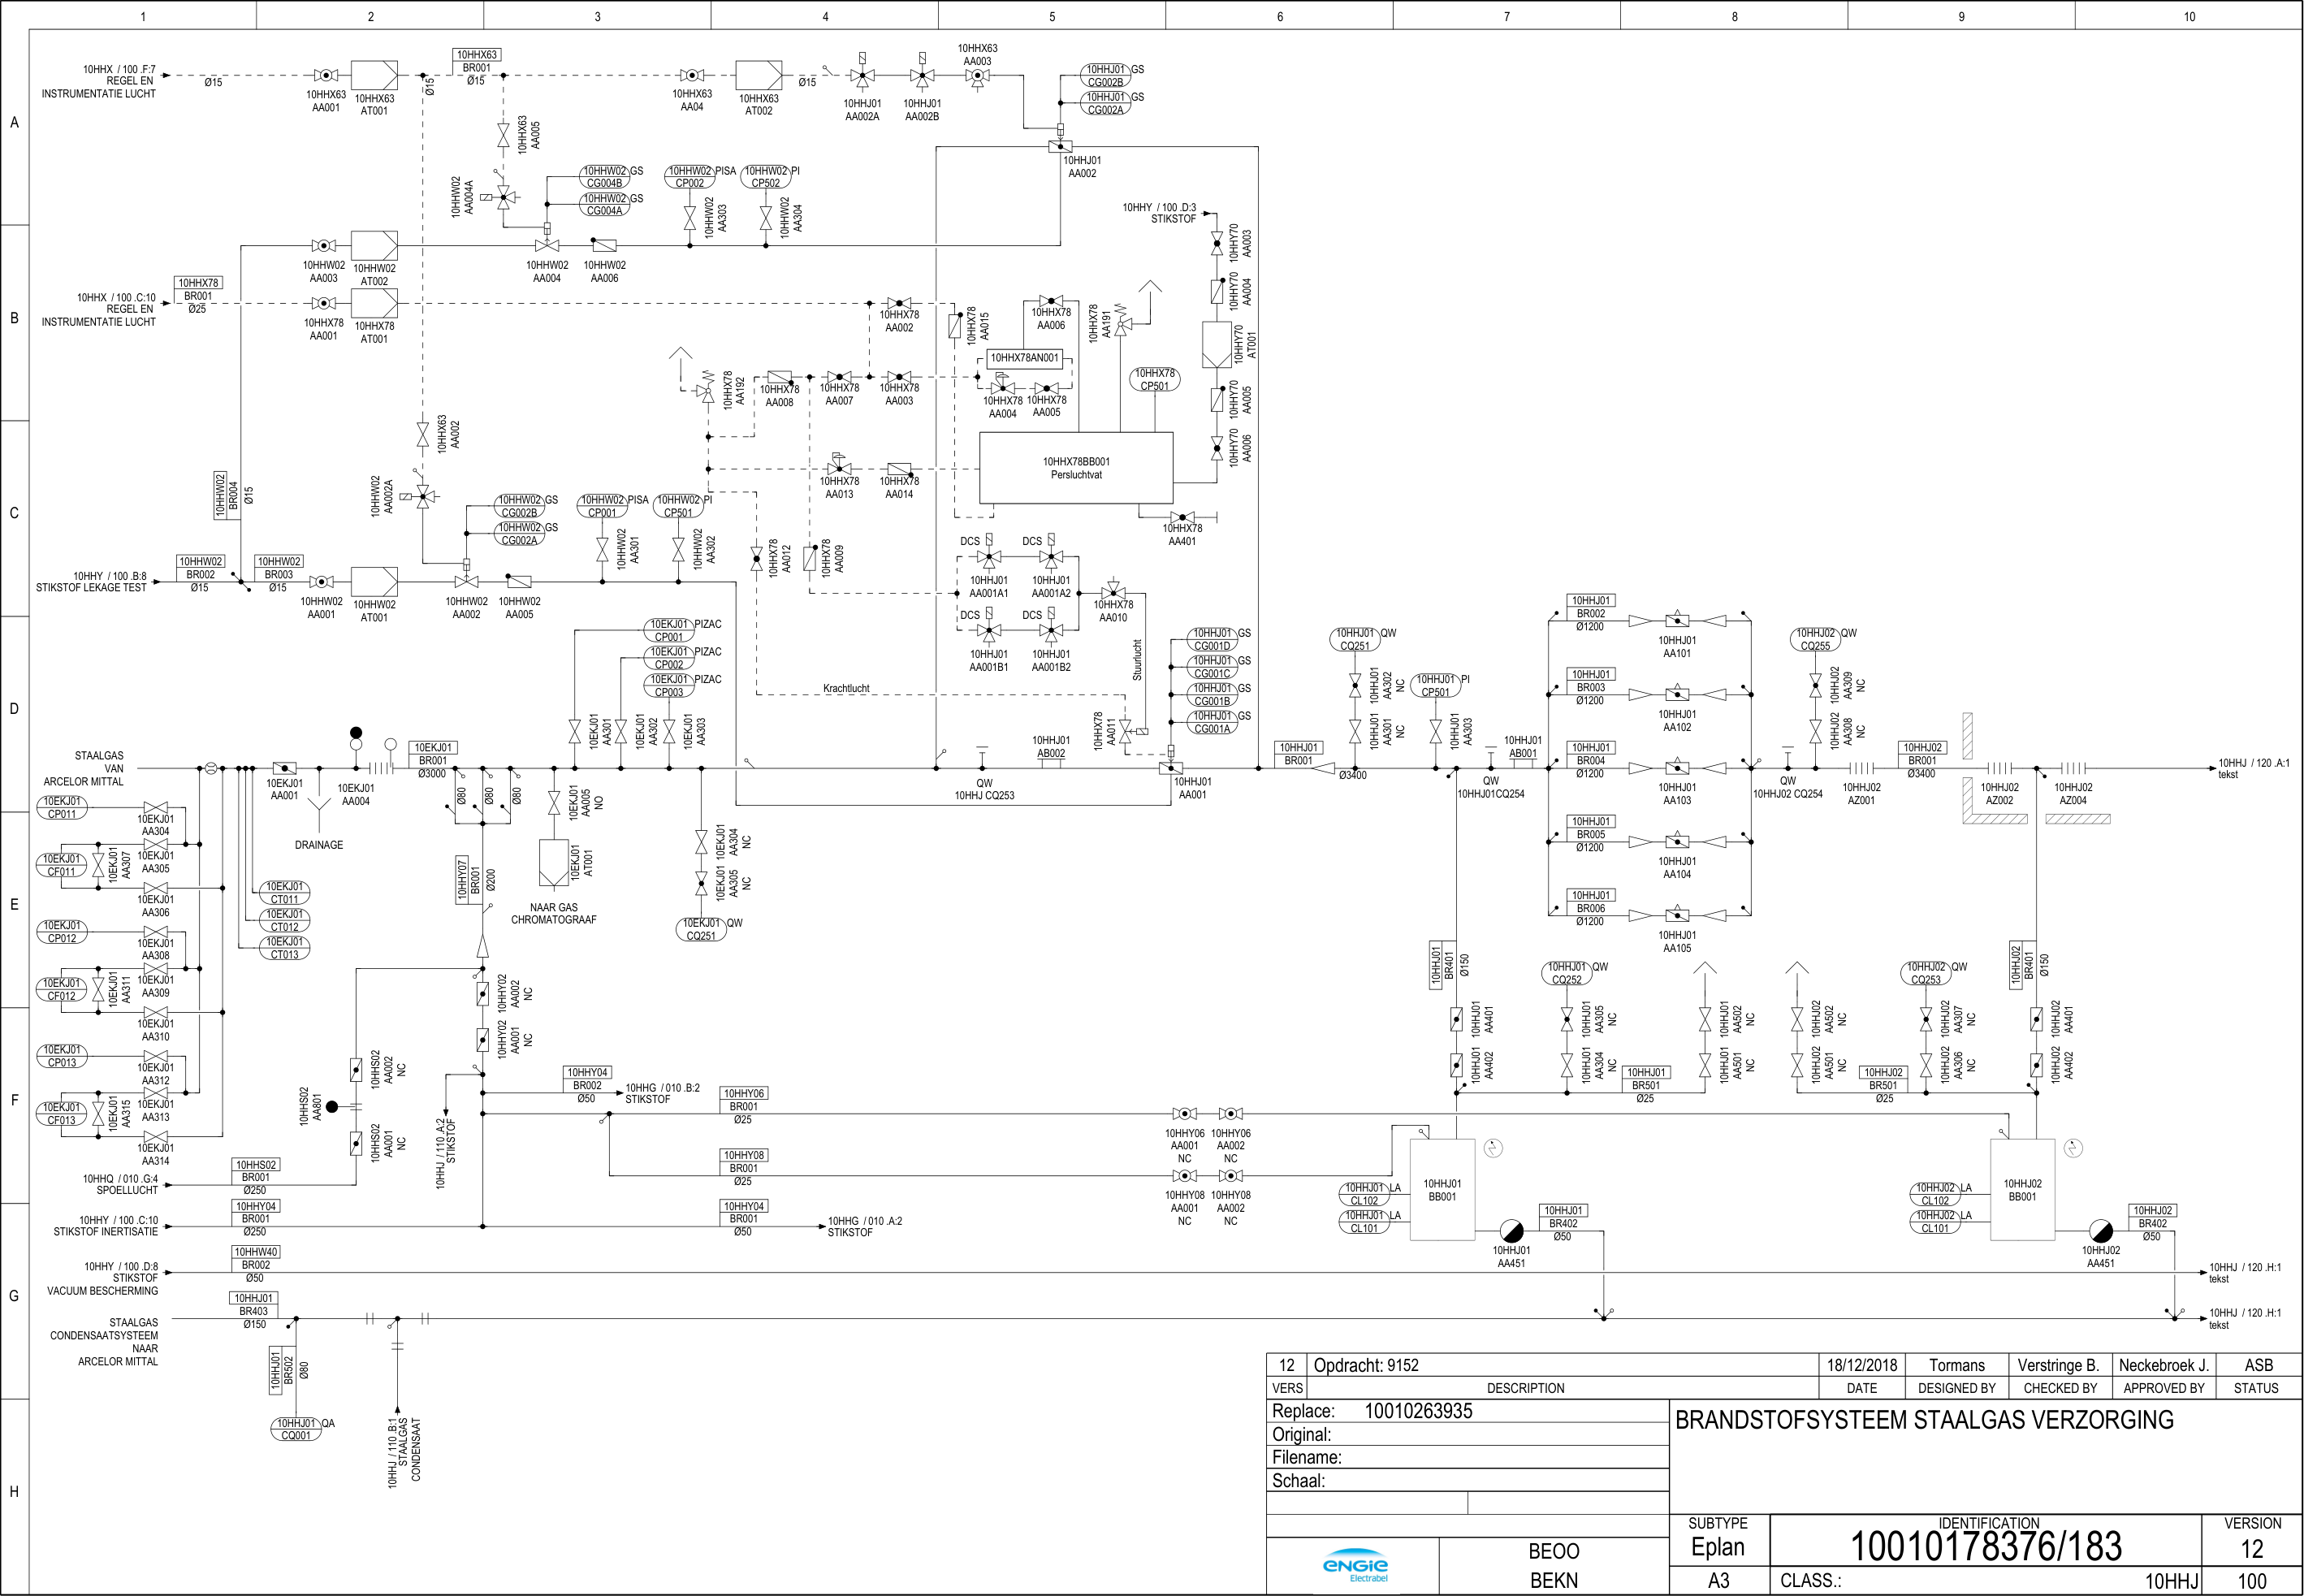 1
2
3
4
5
6
7
8
9
10
A
B
C
D
E
F
G
H
10HHX / 100 .F:7
REGEL EN
INSTRUMENTATIE LUCHT
Ø15
10HHX63
AA001
10HHX63
AT001
Ø15
10HHX63
BR001
Ø15
10HHX63
AA005
10HHX63
AA04
10HHX63
AT002
Ø15
10HHJ01
AA002A
10HHJ01
AA002B
10HHX63
AA003
10HHJ01 GS
CG002B
10HHJ01 GS
CG002A
10HHJ01
AA002
10HHW02
AA004A
10HHW02 GS
CG004B
10HHW02 GS
CG004A
10HHW02 PISA
CP002
10HHW02 PI
CP502
10HHW02
AA303
10HHW02
AA304
10HHW02
AA003
10HHW02
AT002
10HHW02
AA004
10HHW02
AA006
10HHX / 100 .C:10
REGEL EN
INSTRUMENTATIE LUCHT
10HHX78
BR001
Ø25
10HHX78
AA001
10HHX78
AT001
10HHX78
AA002
10HHX78
AA015
10HHX78
AA006
10HHX78AN001
10HHX78
AA004
10HHX78
AA005
10HHX78
AA191
10HHX78
CP501
10HHY / 100 .D:3
STIKSTOF
10HHY70
AA003
10HHY70
AA004
10HHY70
AT001
10HHY70
AA005
10HHY70
AA006
10HHX78
AA192
10HHX78
AA008
10HHX78
AA007
10HHX78
AA003
10HHX63
AA002
10HHW02
AA002A
10HHX78
AA013
10HHX78
AA014
10HHX78BB001
Persluchtvat
10HHX78
AA401
10HHW02
BR004
Ø15
10HHW02 GS
CG002B
10HHW02 GS
CG002A
10HHW02 PISA
CP001
10HHW02 PI
CP501
10HHW02
AA301
10HHW02
AA302
10HHX78
AA012
10HHX78
AA009
DCS
DCS
10HHJ01
AA001A1
10HHJ01
AA001A2
DCS
DCS
10HHJ01
AA001B1
10HHJ01
AA001B2
10HHX78
AA010
Stuurlucht
Krachtlucht
10HHY / 100 .B:8
STIKSTOF LEKAGE TEST
10HHW02
BR002
Ø15
10HHW02
BR003
Ø15
10HHW02
AA001
10HHW02
AT001
10HHW02
AA002
10HHW02
AA005
10EKJ01 PIZAC
CP001
10EKJ01 PIZAC
CP002
10EKJ01 PIZAC
CP003
10EKJ01
AA301
10EKJ01
AA302
10EKJ01
AA303
10HHX78
AA011
10HHJ01 GS
CG001D
10HHJ01 GS
CG001C
10HHJ01 GS
CG001B
10HHJ01 GS
CG001A
10HHJ01
AA001
10HHJ01
BR001
Ø3400
10HHJ01 QW
CQ251
10HHJ01
AA302
NC
10HHJ01
AA301
NC
10HHJ01 PI
CP501
10HHJ01
AA303
QW
10HHJ01CQ254
10HHJ01
AB001
10HHJ01
BR002
Ø1200
10HHJ01
AA101
10HHJ01
BR003
Ø1200
10HHJ01
AA102
10HHJ01
BR004
Ø1200
10HHJ01
AA103
10HHJ01
BR005
Ø1200
10HHJ01
AA104
10HHJ01
BR006
Ø1200
10HHJ01
AA105
10HHJ02 QW
CQ255
10HHJ02
AA309
NC
10HHJ02
AA308
NC
QW
10HHJ02 CQ254
10HHJ02
AZ001
10HHJ02
BR001
Ø3400
10HHJ02
AZ002
10HHJ02
AZ004
10HHJ / 120 .A:1
tekst
STAALGAS
VAN
ARCELOR MITTAL
10EKJ01
AA001
10EKJ01
AA004
DRAINAGE
10EKJ01
BR001
Ø3000
Ø80
Ø80
Ø80
10EKJ01
AA005
NO
10EKJ01
AT001
NAAR GAS
CHROMATOGRAAF
10EKJ01
AA304
NC
10EKJ01
AA305
NC
10EKJ01 QW
CQ251
QW
10HHJ CQ253
10HHJ01
AB002
10EKJ01
CP011
10EKJ01
AA304
10EKJ01
CF011
10EKJ01
AA307
10EKJ01
AA305
10EKJ01
AA306
10EKJ01
CT011
10EKJ01
CT012
10EKJ01
CT013
10EKJ01
CP012
10EKJ01
AA308
10EKJ01
CF012
10EKJ01
AA311
10EKJ01
AA309
10EKJ01
AA310
10EKJ01
CP013
10EKJ01
AA312
10EKJ01
CF013
10EKJ01
AA315
10EKJ01
AA313
10EKJ01
AA314
10HHY07
BR001
Ø200
10HHY02
AA002
NC
10HHY02
AA001
NC
10HHS02
AA002
NC
10HHS02
AA801
10HHS02
AA001
NC
10HHJ / 110 .A:2
STIKSTOF
10HHY04
BR002
Ø50
10HHG / 010 .B:2
STIKSTOF
10HHY06
BR001
Ø25
10HHY08
BR001
Ø25
10HHY06
AA001
NC
10HHY06
AA002
NC
10HHY08
AA001
NC
10HHY08
AA002
NC
10HHQ / 010 .G:4
SPOELLUCHT
10HHS02
BR001
Ø250
10HHY / 100 .C:10
STIKSTOF INERTISATIE
10HHY04
BR001
Ø250
10HHY04
BR001
Ø50
10HHG / 010 .A:2
STIKSTOF
10HHJ01
BR401
Ø150
10HHJ01
AA401
10HHJ01
AA402
10HHJ01 QW
CQ252
10HHJ01
AA305
NC
10HHJ01
AA304
NC
10HHJ01
AA502
NC
10HHJ01
AA501
NC
10HHJ01
BR501
Ø25
10HHJ02
AA502
NC
10HHJ02
AA501
NC
10HHJ02
BR501
Ø25
10HHJ02 QW
CQ253
10HHJ02
AA307
NC
10HHJ02
AA306
NC
10HHJ02
BR401
Ø150
10HHJ02
AA401
10HHJ02
AA402
10HHJ01 LA
CL102
10HHJ01 LA
CL101
10HHJ01
BB001
10HHJ01
AA451
10HHJ01
BR402
Ø50
10HHJ02 LA
CL102
10HHJ02 LA
CL101
10HHJ02
BB001
10HHJ02
AA451
10HHJ02
BR402
Ø50
10HHY / 100 .D:8
STIKSTOF
VACUUM BESCHERMING
10HHW40
BR002
Ø50
10HHJ / 120 .H:1
tekst
STAALGAS
CONDENSAATSYSTEEM
NAAR
ARCELOR MITTAL
10HHJ01
BR403
Ø150
10HHJ / 120 .H:1
tekst
10HHJ01
BR502
Ø80
10HHJ01 QA
CQ001
10HHJ / 110 .B:1
STAALGAS
CONDENSAAT
12 Opdracht: 9152 18/12/2018 Tormans Verstringe B. Neckebroek J. ASB
VERS DESCRIPTION DATE DESIGNED BY CHECKED BY APPROVED BY STATUS
Replace: 10010263935
Original:
Filename:
Schaal:
BRANDSTOFSYSTEEM STAALGAS VERZORGING
ENGIE
Electrabel
BEOO
BEKN
SUBTYPE
Eplan
A3
IDENTIFICATION
10010178376/183
CLASS.: 10HHJ
VERSION
12
100